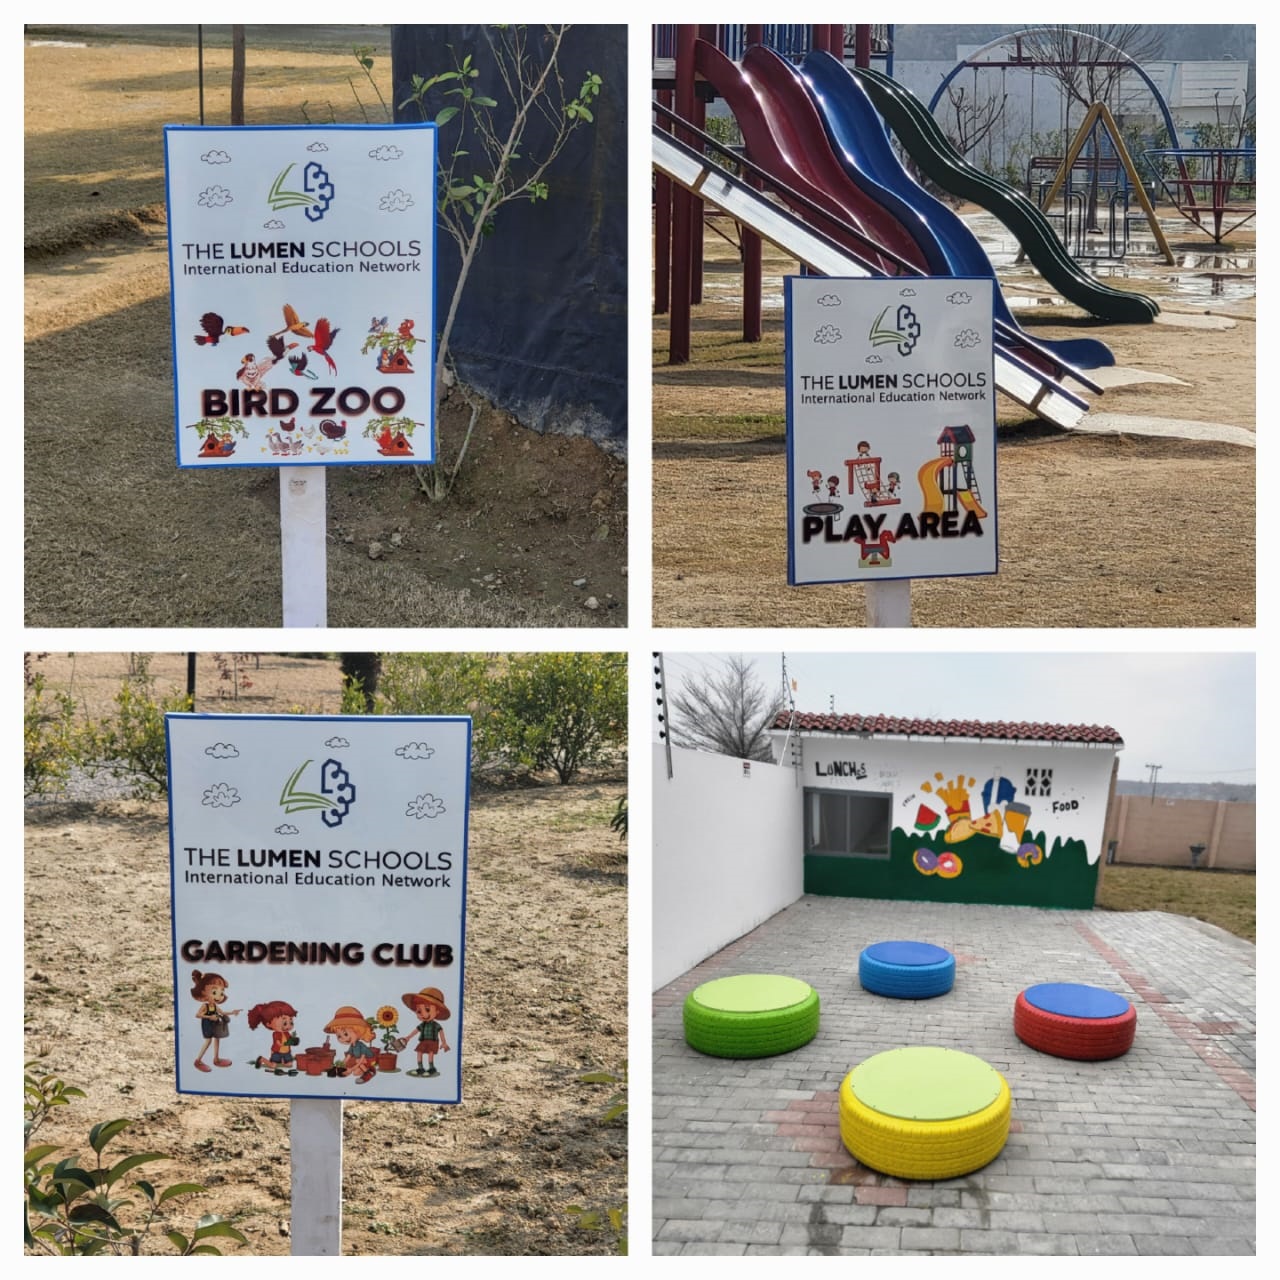 THE LUMEN SCHOOLS
International Education Network
BIRD ZOO
THE LUMEN SCHOOLS
International Education Network
PLAY AREA
THE LUMEN SCHOOLS
International Education Network
GARDENING CLUB
LUNCHES
FRESH
FOOD